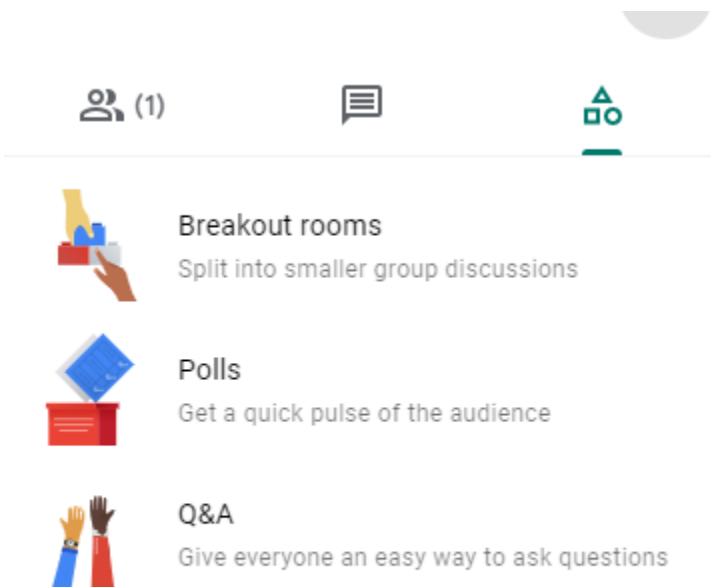 (1)
Breakout rooms
Split into smaller group discussions
Polls
Get a quick pulse of the audience
Q&A
Give everyone an easy way to ask questions